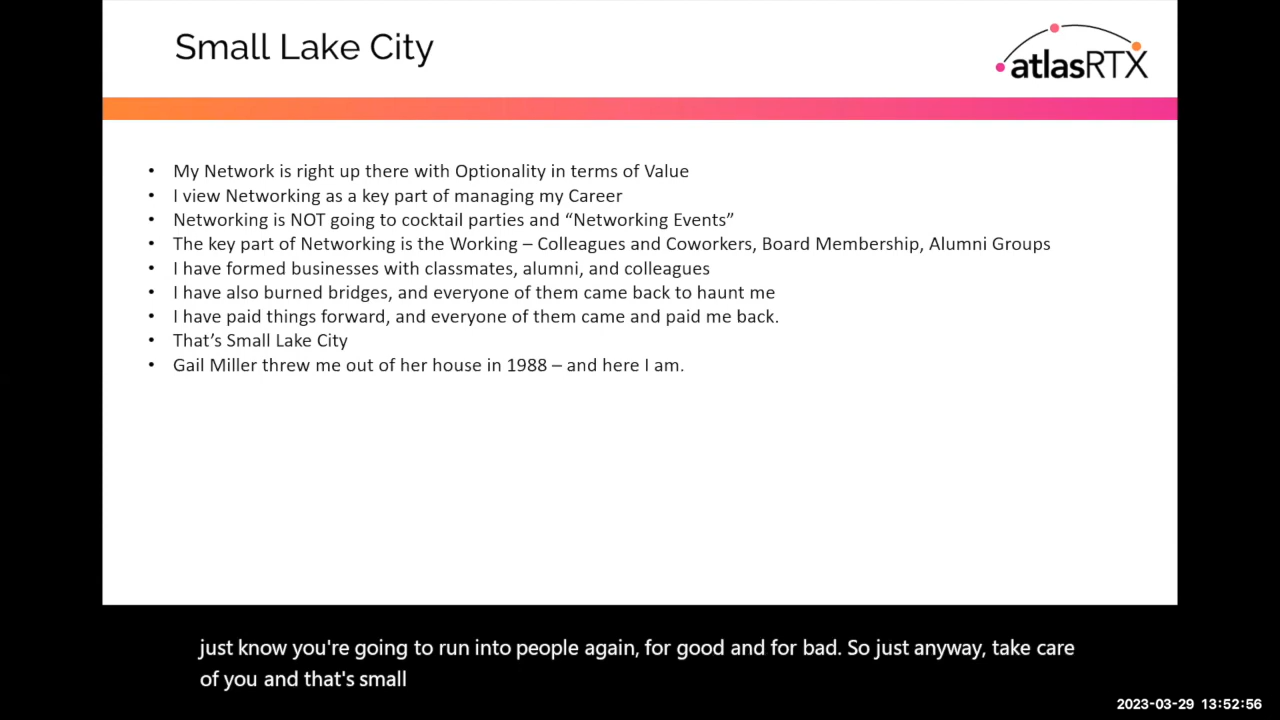 Small Lake City
atlasRTX
• My Network is right up there with Optionality in terms of Value
• I view Networking as a key part of managing my Career
• Networking is NOT going to cocktail parties and “Networking Events”
• The key part of Networking is the Working – Colleagues and Coworkers, Board Membership, Alumni Groups
• I have formed businesses with classmates, alumni, and colleagues
• I have also burned bridges, and everyone of them came back to haunt me
• I have paid things forward, and everyone of them came and paid me back.
• That’s Small Lake City
• Gail Miller threw me out of her house in 1988 – and here I am.
just know you're going to run into people again, for good and for bad. So just anyway, take care
of you and that's small
2023-03-29 13:52:56